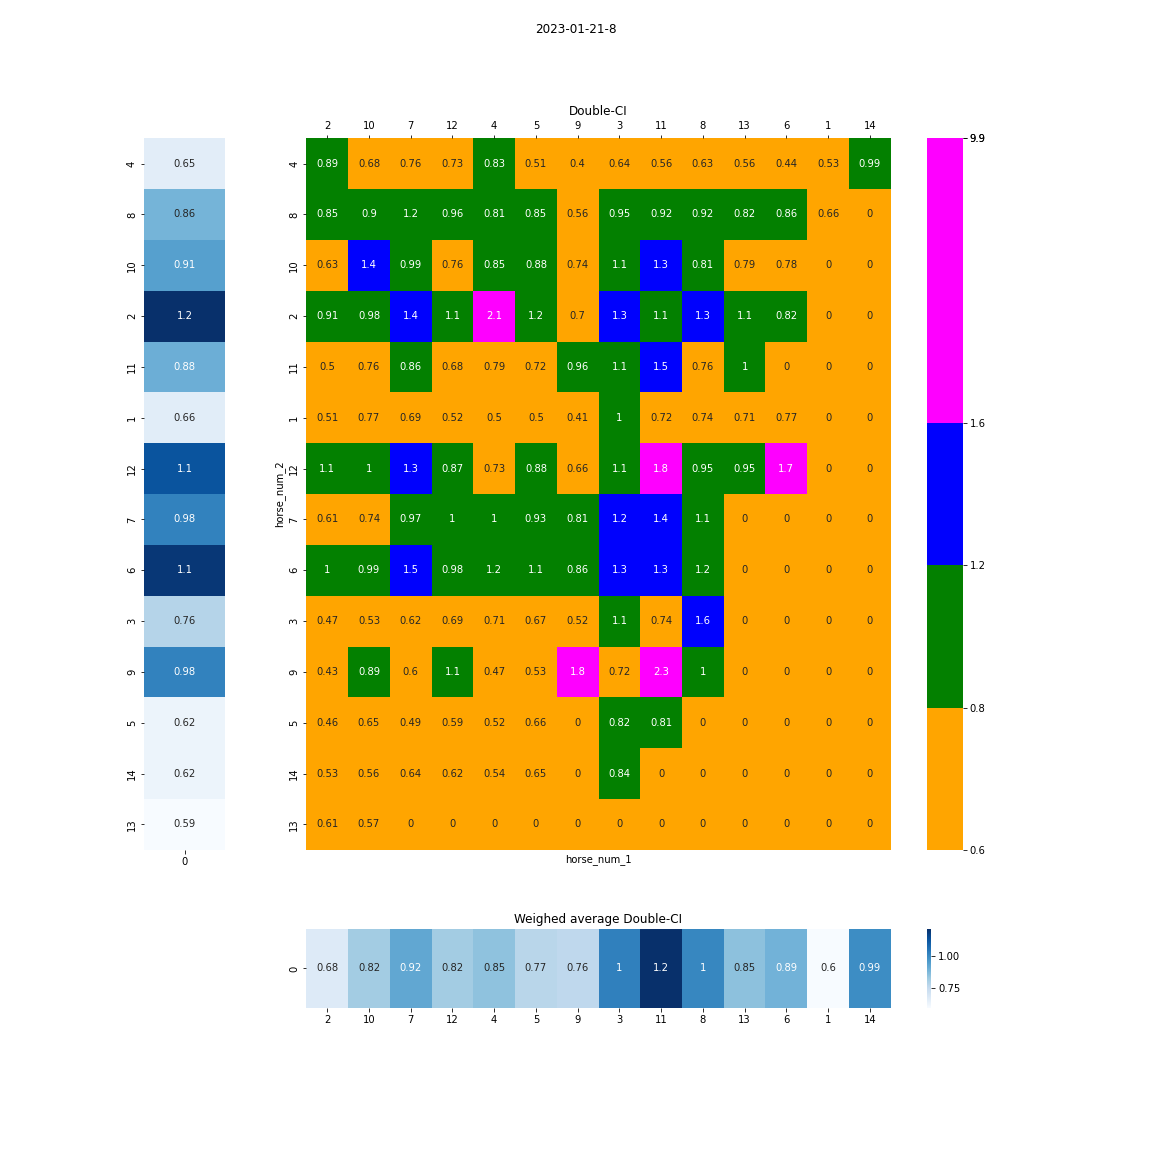 2023-01-21-8
Double-CI
2 10 7 12 4 5 9 3 11 8 13 6 1 14
4 0.65 4 0.89 0.68 0.76 0.73 0.83 0.51 0.4 0.64 0.56 0.63 0.56 0.44 0.53 0.99 9.9
8 0.86 8 0.85 0.9 1.2 0.96 0.81 0.85 0.56 0.95 0.92 0.92 0.82 0.86 0.66 0
10 0.91 10 0.63 1.4 0.99 0.76 0.85 0.88 0.74 1.1 1.3 0.81 0.79 0.78 0 0
2 1.2 2 0.91 0.98 1.4 1.1 2.1 1.2 0.7 1.3 1.1 1.3 1.1 0.82 0 0
11 0.88 11 0.5 0.76 0.86 0.68 0.79 0.72 0.96 1.1 1.5 0.76 1 0 0 0
1 0.66 1 0.51 0.77 0.69 0.52 0.5 0.5 0.41 1 0.72 0.74 0.71 0.77 0 0 1.6
12 1.1 12 1.1 1 1.3 0.87 0.73 0.88 0.66 1.1 1.8 0.95 0.95 1.7 0 0
horse_num_2
7 0.98 7 0.61 0.74 0.97 1 1 0.93 0.81 1.2 1.4 1.1 0 0 0 0
6 1.1 6 1 0.99 1.5 0.98 1.2 1.1 0.86 1.3 1.3 1.2 0 0 0 0 1.2
3 0.76 3 0.47 0.53 0.62 0.69 0.71 0.67 0.52 1.1 0.74 1.6 0 0 0 0
9 0.98 9 0.43 0.89 0.6 1.1 0.47 0.53 1.8 0.72 2.3 1 0 0 0 0
5 0.62 5 0.46 0.65 0.49 0.59 0.52 0.66 0 0.82 0.81 0 0 0 0 0 0.8
14 0.62 14 0.53 0.56 0.64 0.62 0.54 0.65 0 0.84 0 0 0 0 0 0
13 0.59 13 0.61 0.57 0 0 0 0 0 0 0 0 0 0 0 0 0.6
0 horse_num_1
Weighed average Double-CI
0 0.68 0.82 0.92 0.82 0.85 0.77 0.76 1 1.2 1 0.85 0.89 0.6 0.99
1.00
0.75
2 10 7 12 4 5 9 3 11 8 13 6 1 14